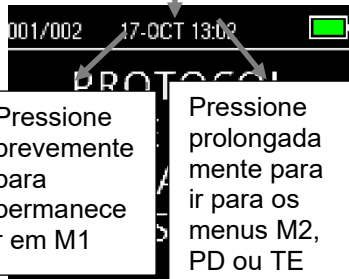 001/002 17-OCT 13:02
PROTOCOL
Pressione
brevemente
para
permanece
r em M1
Pressione
prolongada
mente para
ir para os
menus M2,
PD ou TE